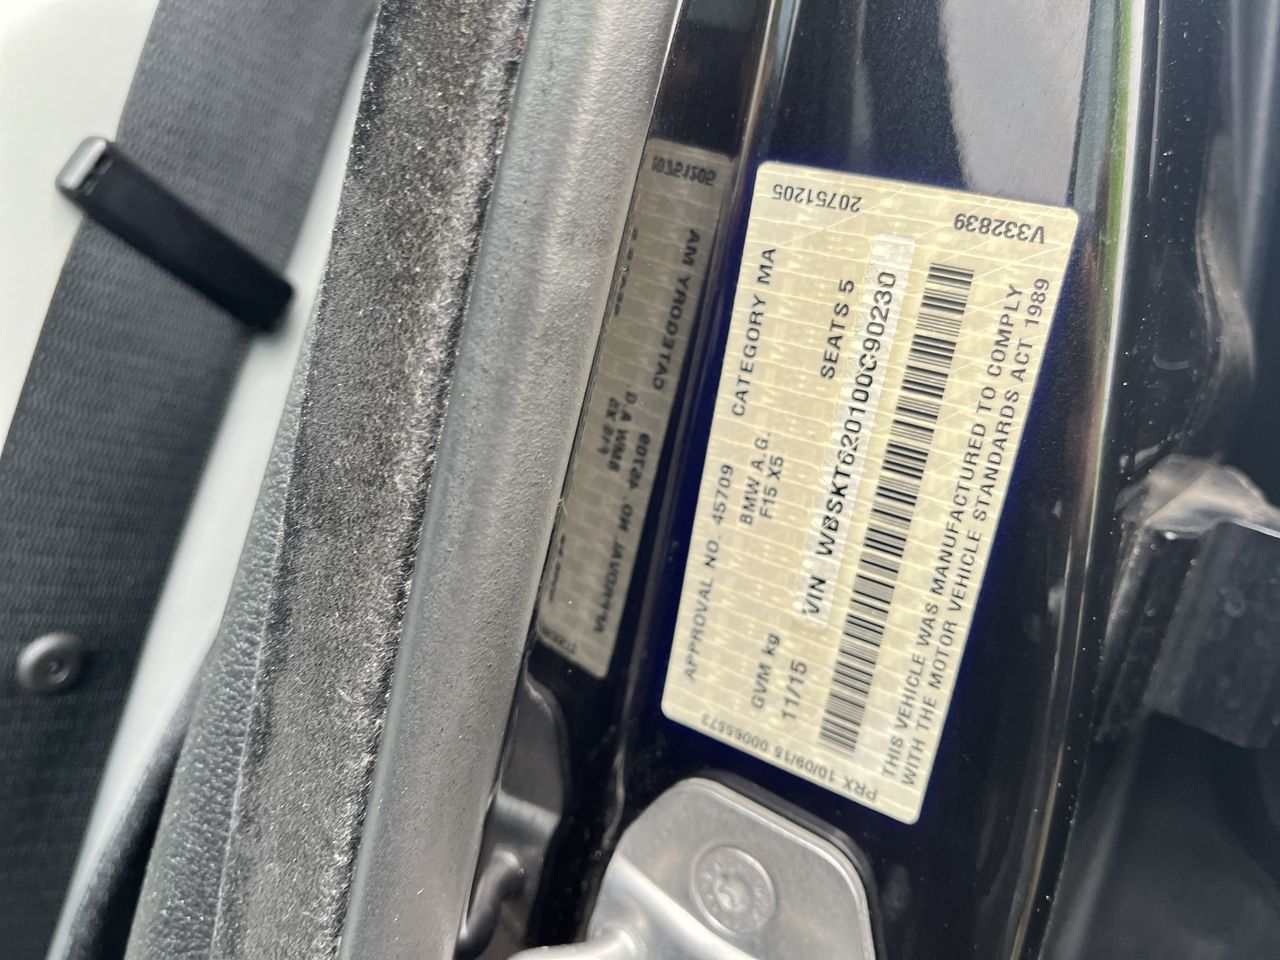 20751205
V332839
APPROVAL NO. 45709 CATEGORY MA
BMW A.G.
F15 X5
GVM kg SEATS 5
11/15
VIN WBSKT620100C90230
THIS VEHICLE WAS MANUFACTURED TO COMPLY
WITH THE MOTOR VEHICLE STANDARDS ACT 1989
PRX 10/09/15 00065573